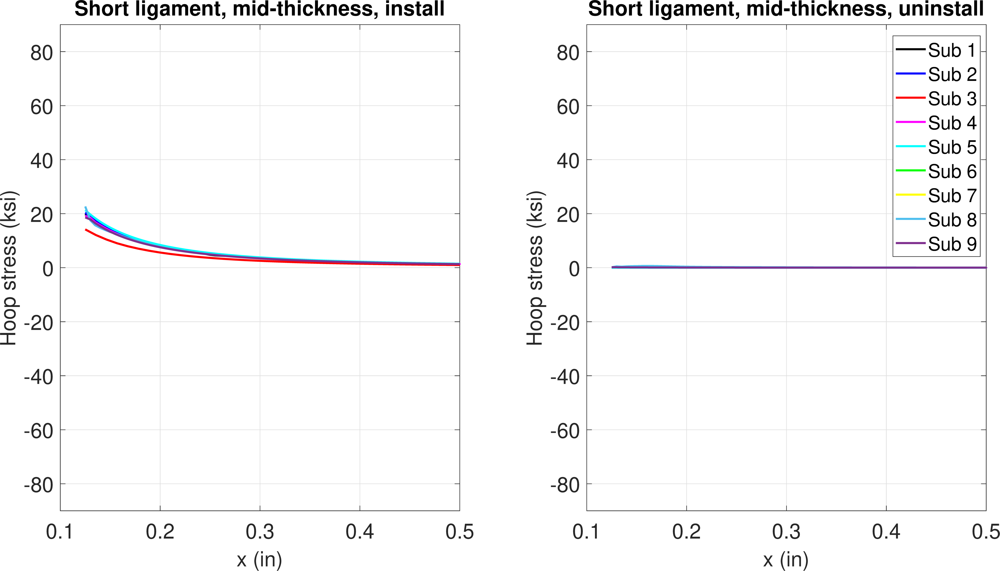 Short ligament, mid-thickness, install
80
60
40
20
0
-20
-40
-60
-80
0.1 0.2 0.3 0.4 0.5
Hoop stress (ksi)
x (in)
Short ligament, mid-thickness, uninstall
80
60
40
20
0
-20
-40
-60
-80
0.1 0.2 0.3 0.4 0.5
Hoop stress (ksi)
x (in)
Sub 1
Sub 2
Sub 3
Sub 4
Sub 5
Sub 6
Sub 7
Sub 8
Sub 9